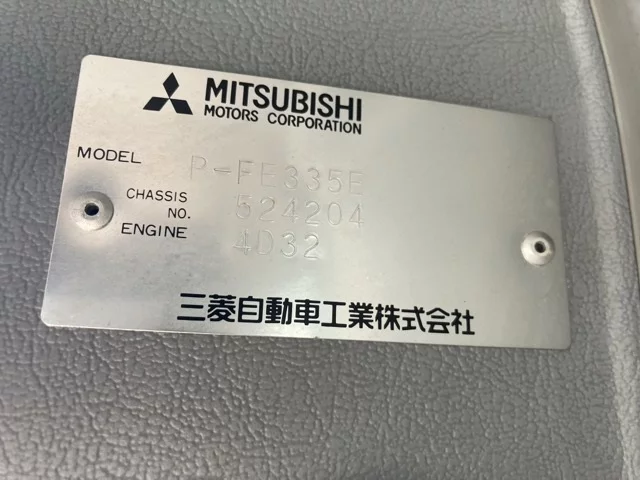 MITSUBISHI
MOTORS CORPORATION
MODEL P-FE335E
CHASSIS NO. 524204
ENGINE 4D32
三菱自動車工業株式会社